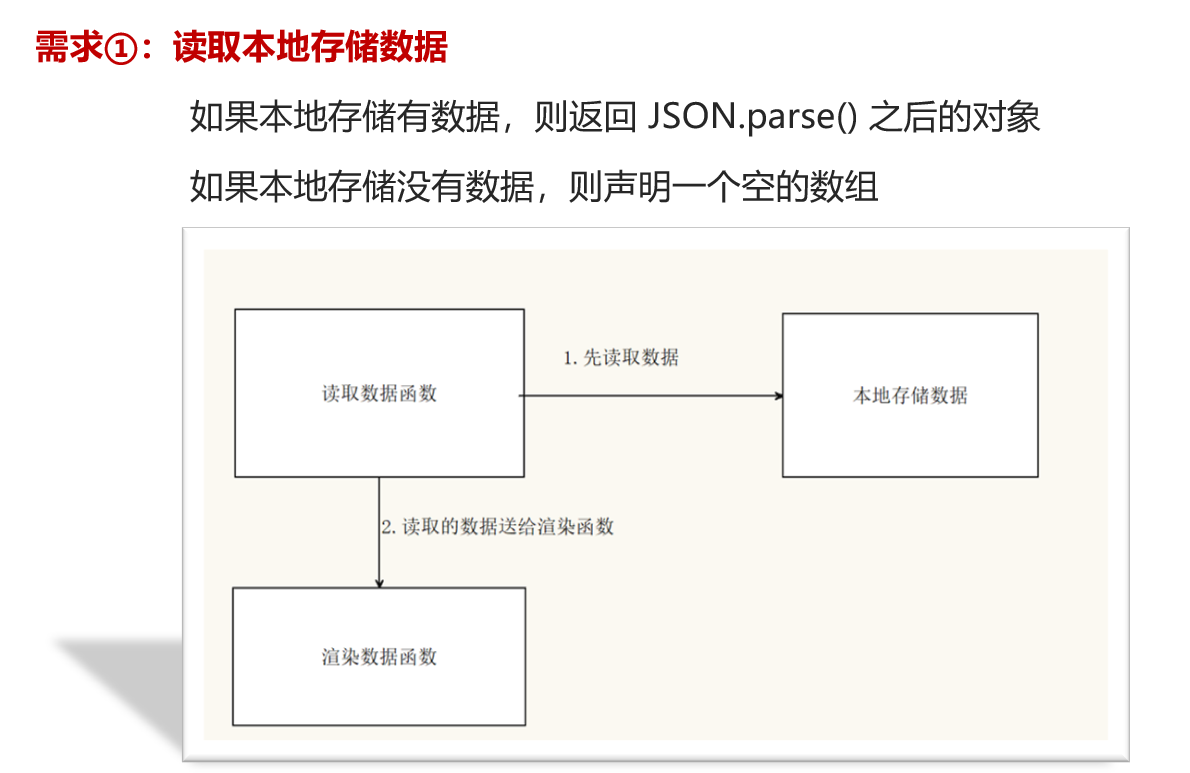 需求①：读取本地存储数据
如果本地存储有数据，则返回 JSON.parse() 之后的对象
如果本地存储没有数据，则声明一个空的数组
1.先读取数据
读取数据函数
本地存储数据
2.读取的数据送给渲染函数
渲染数据函数